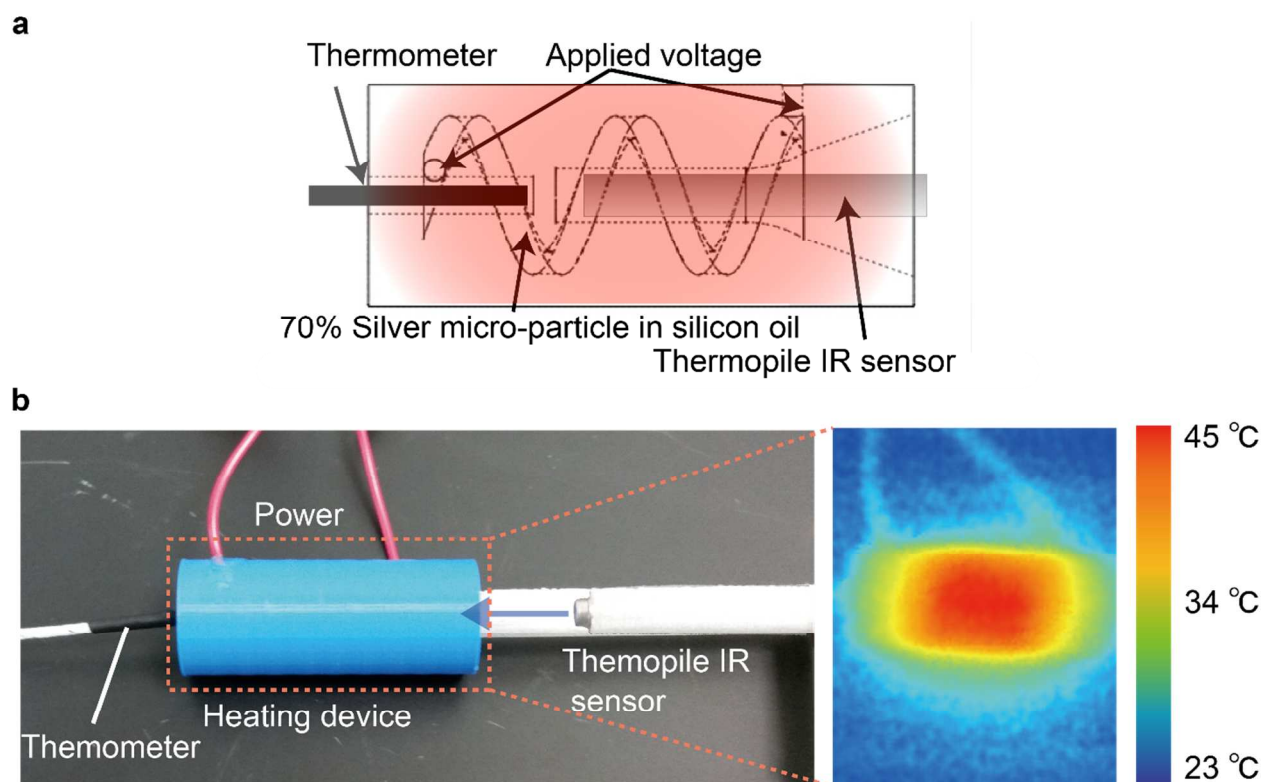 a
Thermometer
Applied voltage
70% Silver micro-particle in silicon oil
Thermopile IR sensor
b
Power
Themopile IR
sensor
Heating device
Themometer
45 ℃
34 ℃
23 ℃